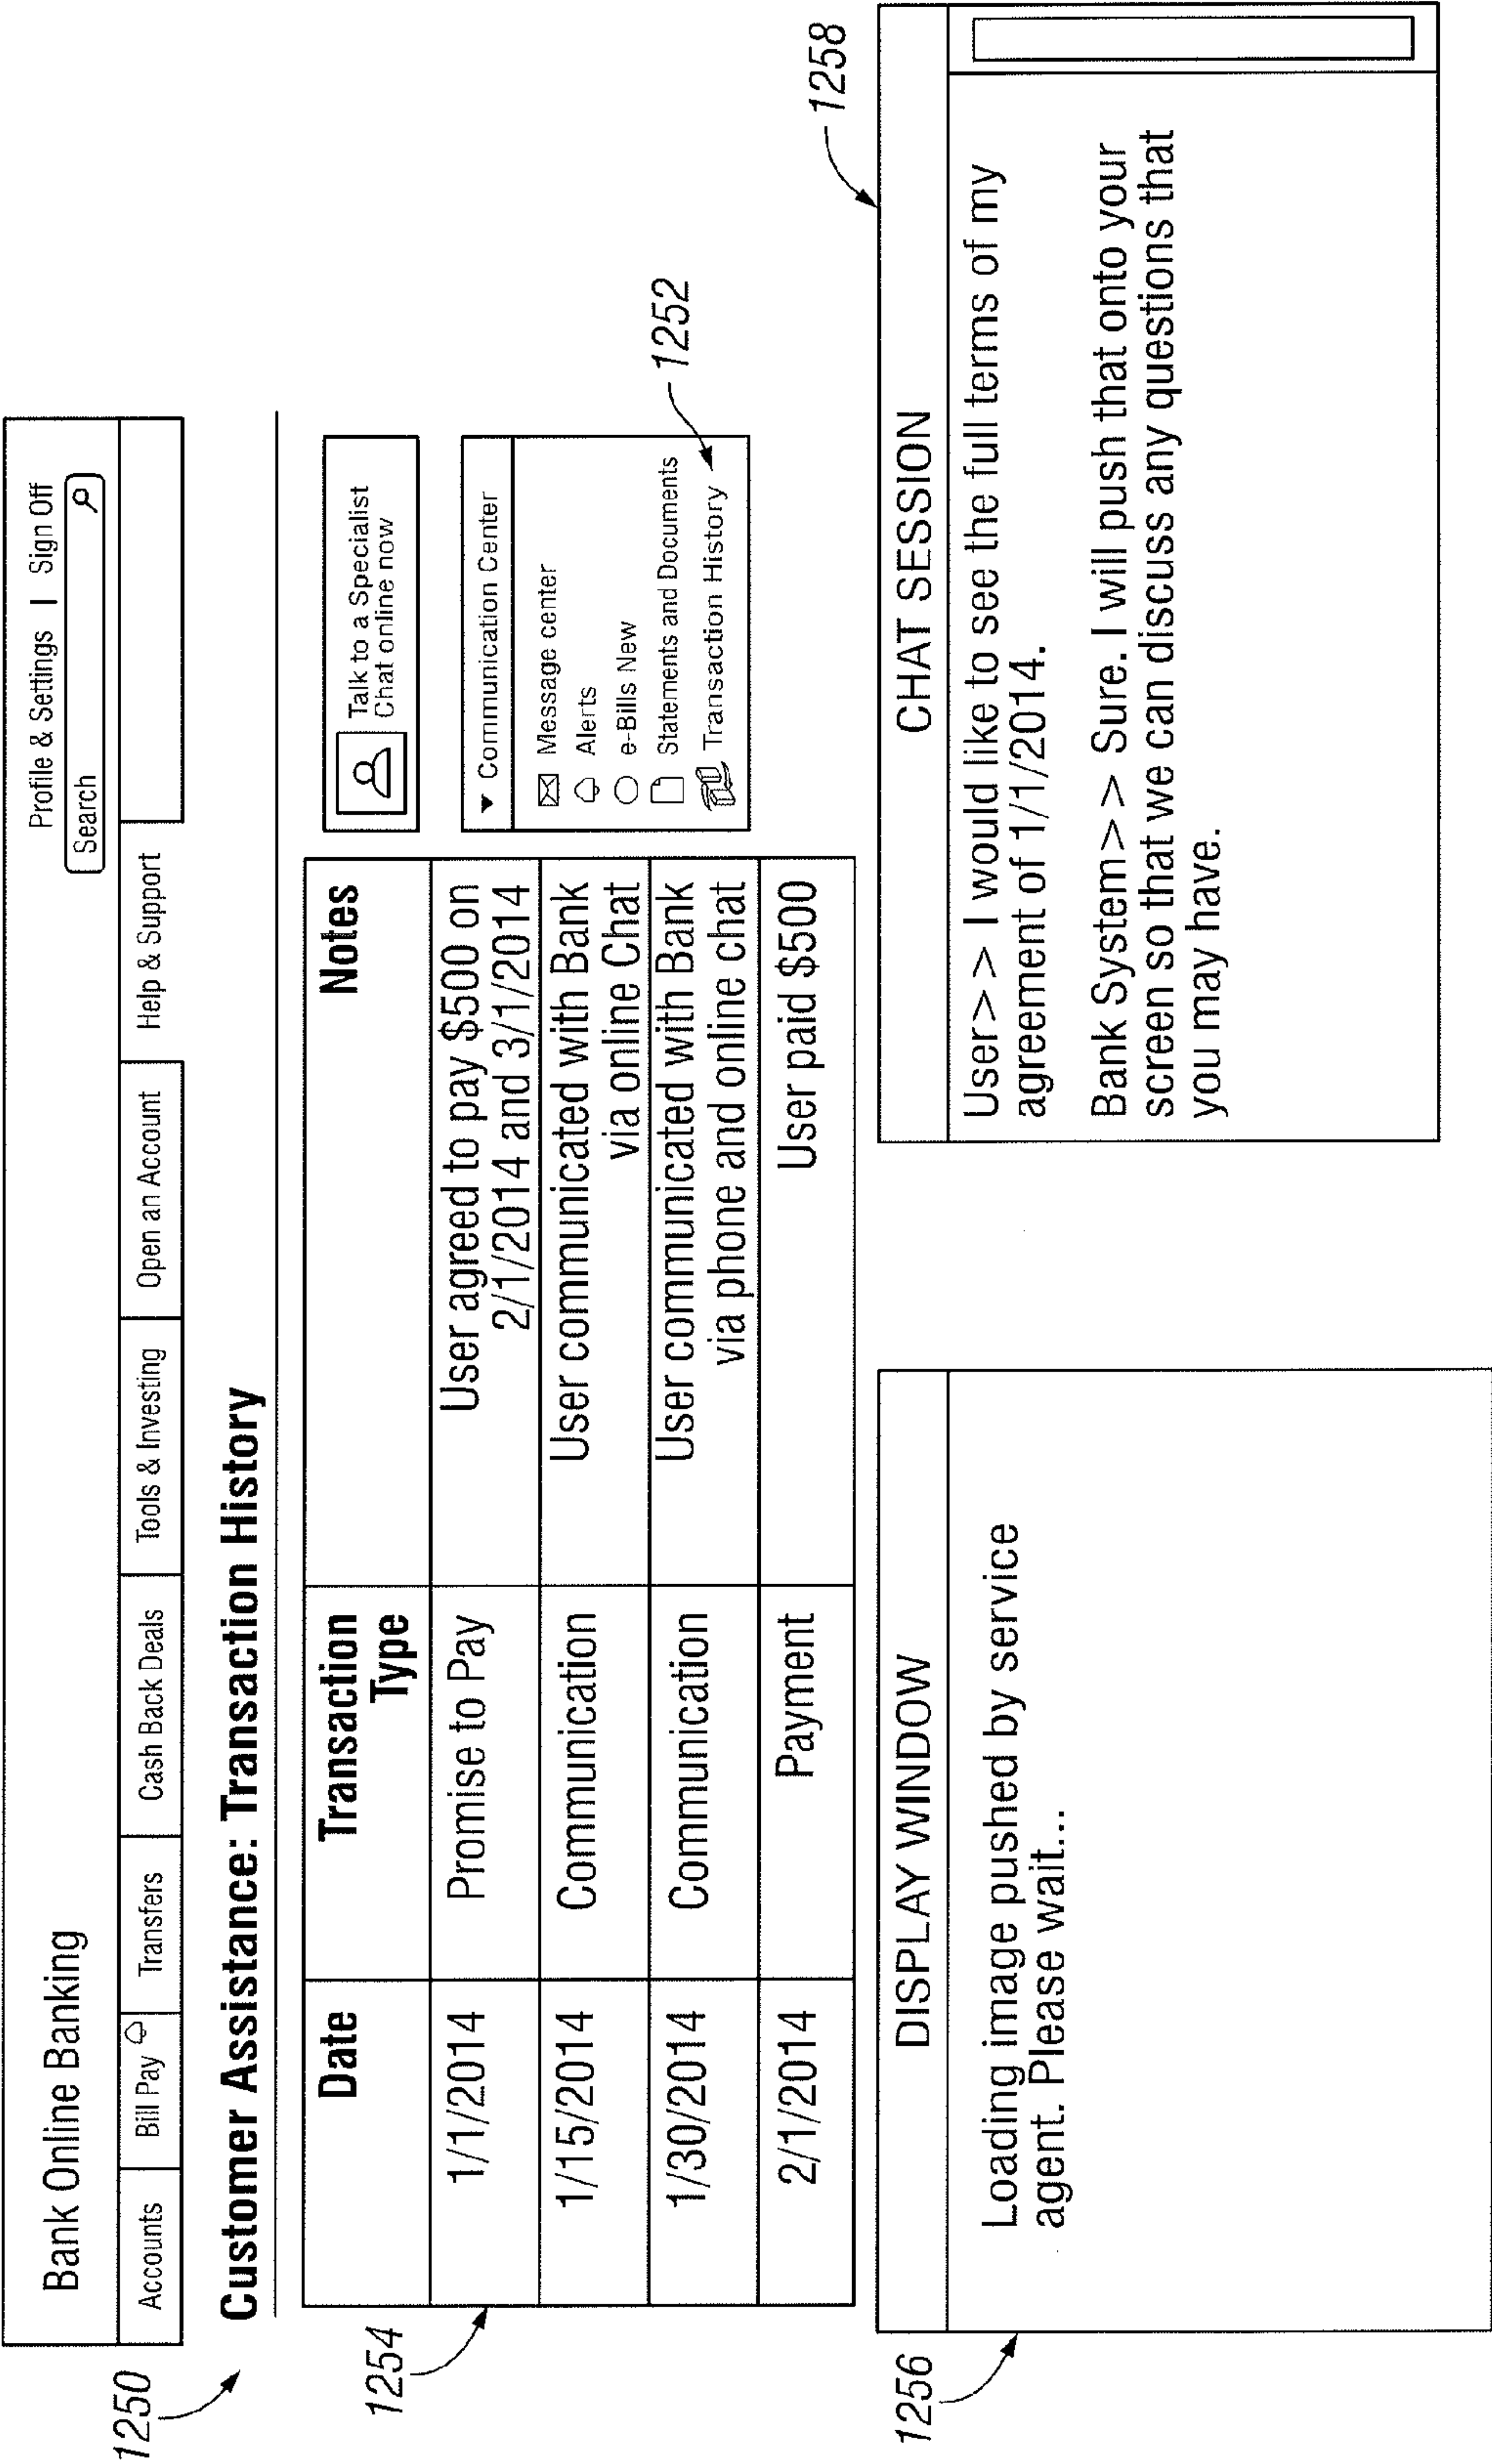 Bank Online Banking
Profile & Settings | Sign Off
Search
Accounts
Bill Pay
Transfers
Cash Back Deals
Tools & Investing
Open an Account
Help & Support
1250
Customer Assistance: Transaction History
Date
Transaction
Type
Notes
1/1/2014
Promise to Pay
User agreed to pay $500 on
2/1/2014 and 3/1/2014
1/15/2014
Communication
User communicated with Bank
via online Chat
1/30/2014
Communication
User communicated with Bank
via phone and online chat
2/1/2014
Payment
User paid $500
1254
Talk to a Specialist
Chat online now
Communication Center
Message center
Alerts
e-Bills New
Statements and Documents
Transaction History
1252
1256
DISPLAY WINDOW
Loading image pushed by service
agent. Please wait...
1258
CHAT SESSION
User>> I would like to see the full terms of my
agreement of 1/1/2014.
Bank System>> Sure. I will push that onto your
screen so that we can discuss any questions that
you may have.